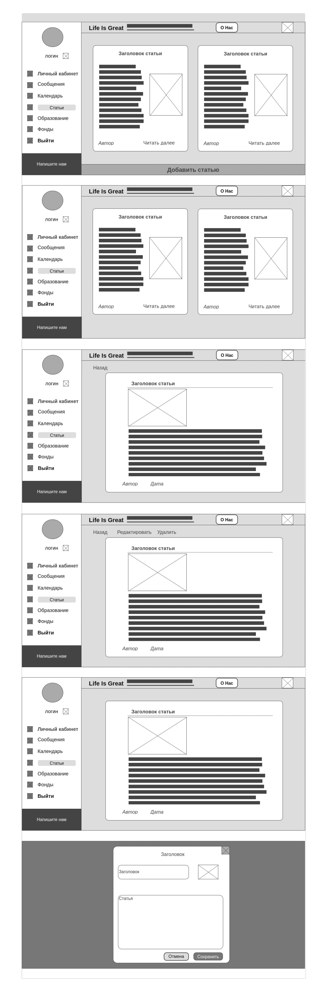 Life Is Great
О Нас
логин
Личный кабинет
Сообщения
Календарь
Статьи
Образование
Фонды
Выйти
Напишите нам
Заголовок статьи
Автор
Читать далее
Заголовок статьи
Автор
Читать далее
Добавить статью
Life Is Great
О Нас
логин
Личный кабинет
Сообщения
Календарь
Статьи
Образование
Фонды
Выйти
Напишите нам
Заголовок статьи
Автор
Читать далее
Заголовок статьи
Автор
Читать далее
Life Is Great
О Нас
логин
Личный кабинет
Сообщения
Календарь
Статьи
Образование
Фонды
Выйти
Напишите нам
Назад
Заголовок статьи
Автор Дата
Life Is Great
О Нас
логин
Личный кабинет
Сообщения
Календарь
Статьи
Образование
Фонды
Выйти
Напишите нам
Назад Редактировать Удалить
Заголовок статьи
Автор Дата
Life Is Great
О Нас
логин
Личный кабинет
Сообщения
Календарь
Статьи
Образование
Фонды
Выйти
Напишите нам
Заголовок статьи
Автор Дата
Заголовок
Заголовок
Статья
Отмена Сохранить